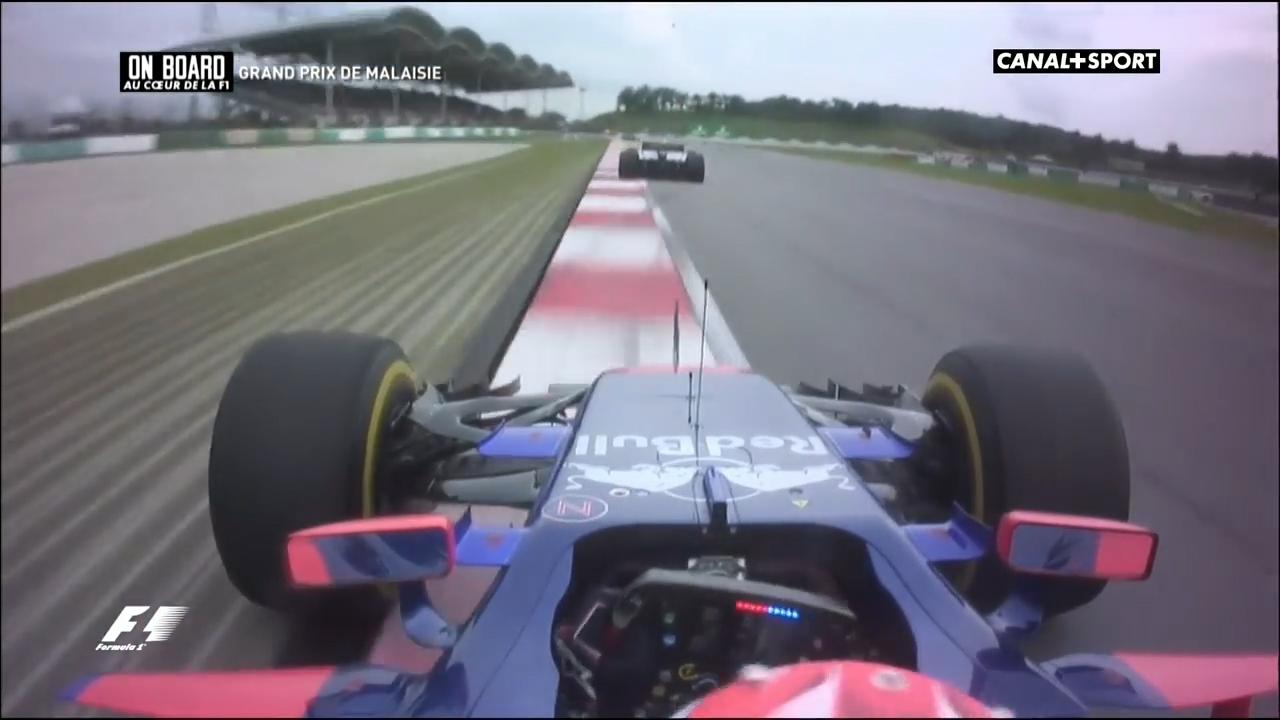 ON BOARD
AU CŒUR DE LA F1
GRAND PRIX DE MALAISIE
CANAL+SPORT
Red Bull
F1
Formula 1